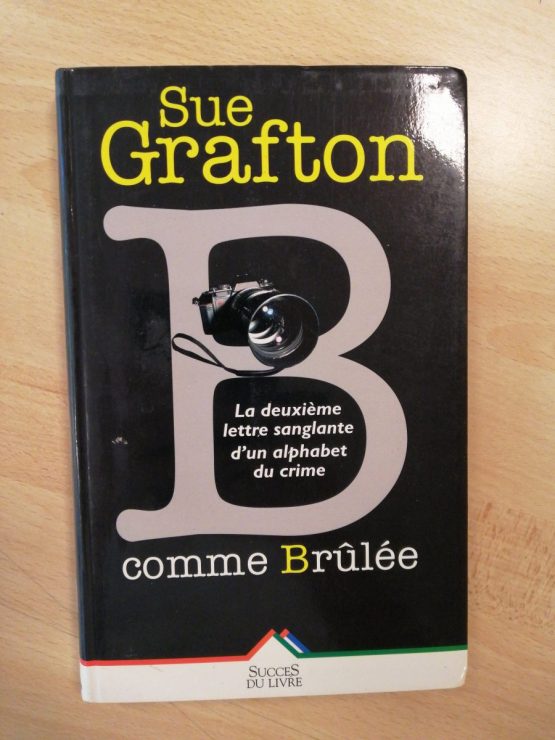 Sue
Grafton
B
La deuxième
lettre sanglante
d'un alphabet
du crime
comme Brûlée
SUCCES
DU LIVRE